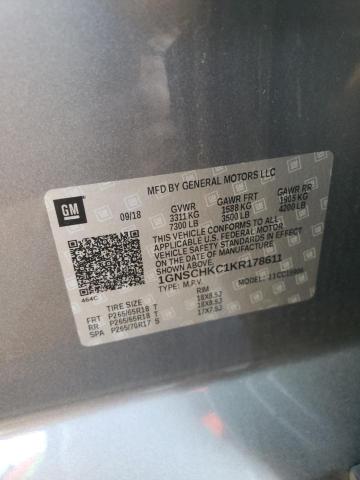 GM
MFD BY GENERAL MOTORS LLC
09/18 GVWR GAWR FRT GAWR RR
3311 KG 1588 KG 1905 KG
7300 LB 3500 LB 4200 LB
THIS VEHICLE CONFORMS TO ALL
APPLICABLE U.S. FEDERAL MOTOR
VEHICLE SAFETY STANDARDS IN
EFFECT ON THE DATE OF
MANUFACTURE SHOWN ABOVE.
1GNSCHKC1KR178611
TYPE: M.P.V. MODEL:
464C
TIRE SIZE RIM
FRT P265/65R18 T 18X8.5J
RR P265/65R18 T 18X8.5J
SPA P265/70R17 S 17X7.5J